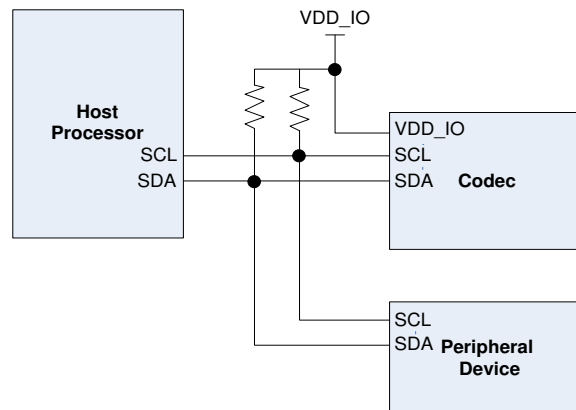 VDD_IO
Host
Processor
SCL
SDA
VDD_IO
SCL
SDA
Codec
SCL
SDA
Peripheral
Device